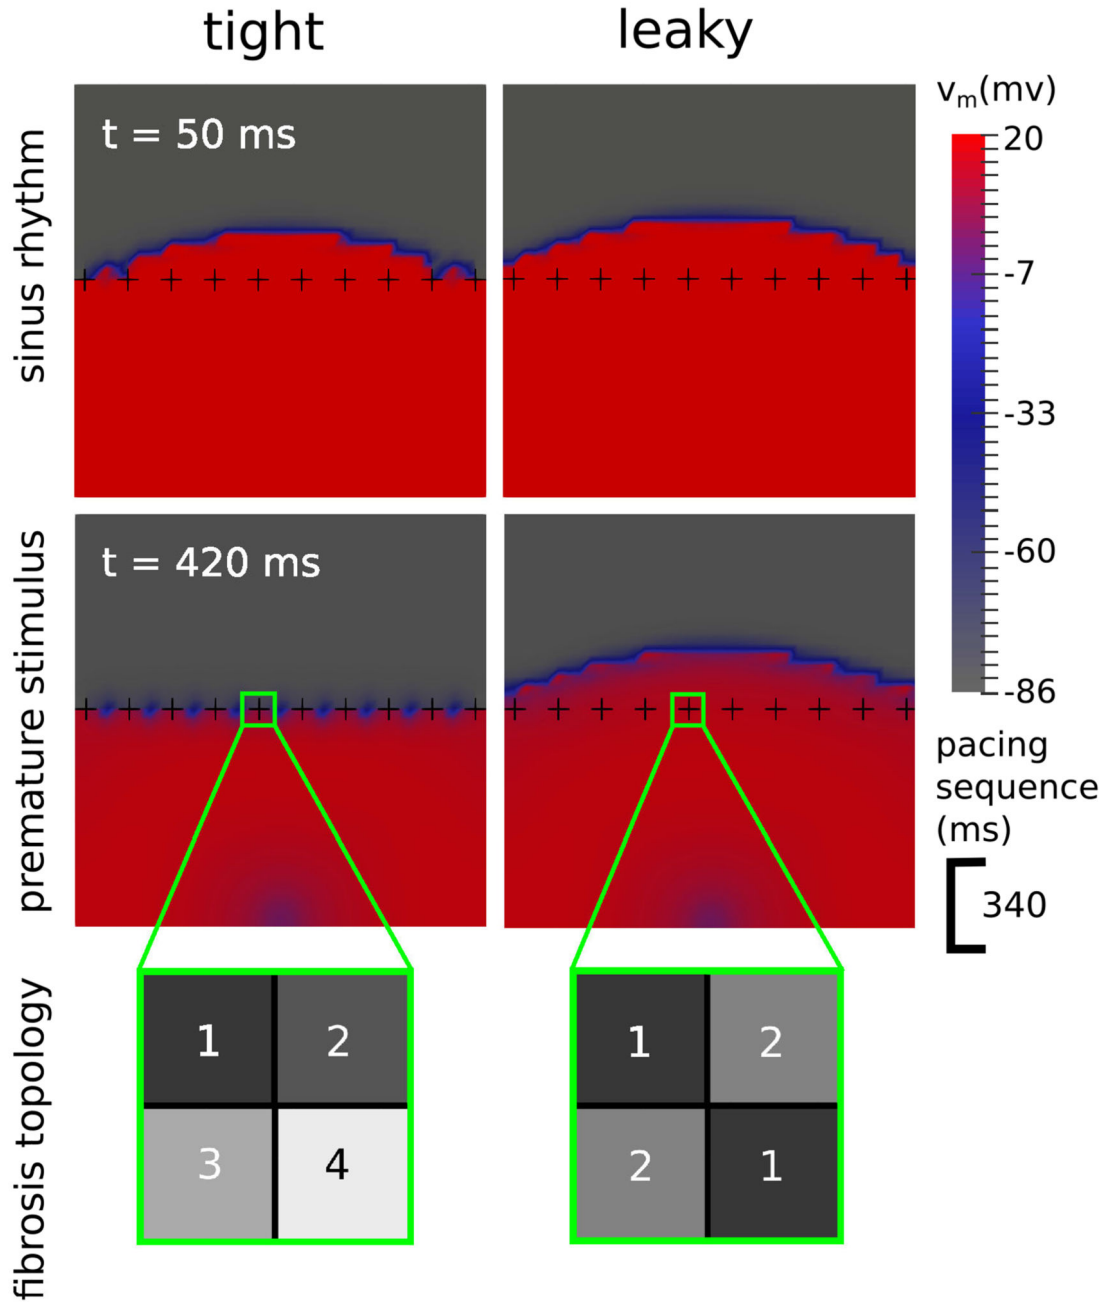 tight
leaky
sinus rhythm
t = 50 ms
vm(mv)
20
-7
-33
-60
-86
premature stimulus
t = 420 ms
pacing
sequence
(ms)
340
fibrosis topology
1 2
3 4
1 2
2 1